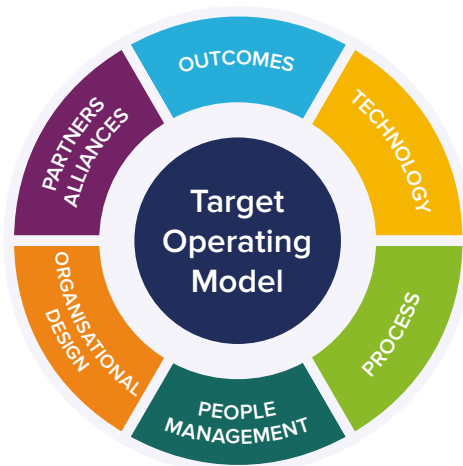 OUTCOMES
TECHNOLOGY
PROCESS
PEOPLE
MANAGEMENT
ORGANISATIONAL
DESIGN
PARTNERS
ALLIANCES
Target
Operating
Model